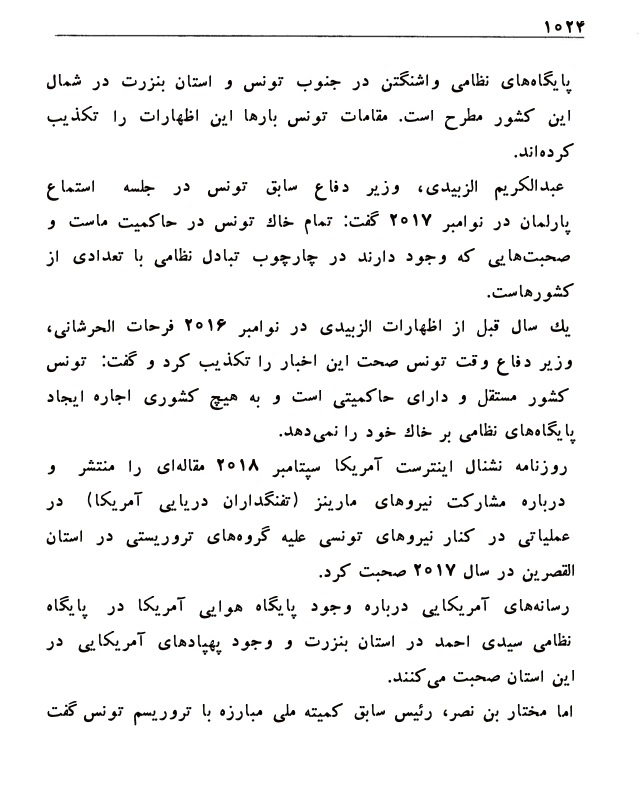 ۱۰۲۴
پایگاه‌های نظامی واشنگتن در جنوب تونس و استان بنزرت در شمال
این کشور مطرح است. مقامات تونس بارها این اظهارات را تکذیب
کرده‌اند.
عبدالکریم الزبیدی، وزیر دفاع سابق تونس در جلسه استماع
پارلمان در نوامبر ۲۰۱۷ گفت: تمام خاك تونس در حاکمیت ماست و
صحبت‌هایی که وجود دارند در چارچوب تبادل نظامی با تعدادی از
کشورهاست.
يك سال قبل از اظهارات الزبیدی در نوامبر ۲۰۱۶ فرحات الحرشانی،
وزیر دفاع وقت تونس صحت این اخبار را تکذیب کرد و گفت: تونس
کشور مستقل و دارای حاکمیتی است و به هیچ کشوری اجاره ایجاد
پایگاه‌های نظامی بر خاك خود را نمی‌دهد.
روزنامه نشنال اینترست آمریکا سپتامبر ۲۰۱۸ مقاله‌ای را منتشر و
درباره مشارکت نیروهای مارینز (تفنگداران دریایی آمریکا) در
عملیاتی در کنار نیروهای تونسی علیه گروه‌های تروریستی در استان
القصرین در سال ۲۰۱۷ صحبت کرد.
رسانه‌های آمریکایی درباره وجود پایگاه هوایی آمریکا در پایگاه
نظامی سیدی احمد در استان بنزرت و وجود پهپادهای آمریکایی در
این استان صحبت می‌کنند.
اما مختار بن نصر، رئیس سابق کمیته ملی مبارزه با تروریسم تونس گفت